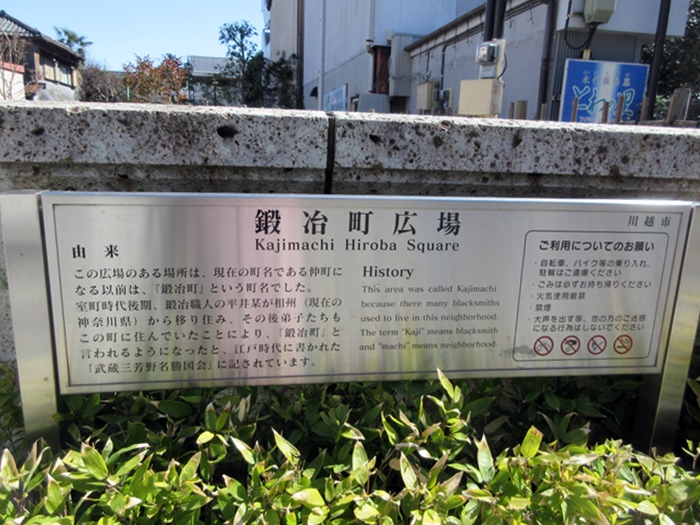 鍛冶町広場
Kajimachi Hiroba Square
川越市
由来
この広場のある場所は、現在の町名である仲町に
なる以前は、「鍛冶町」という町名でした。
室町時代後期、鍛冶職人の平井某が相州（現在の
神奈川県）から移り住み、その後弟子たちも
この町に住んでいたことにより、「鍛冶町」と
言われるようになったと、江戸時代に書かれた
「武蔵三芳野名勝図会」に記されています。
History
This area was called Kajimachi
because there many blacksmiths
used to live in this neighborhood.
The term "Kaji" means blacksmith
and "machi" means neighborhood.
ご利用についてのお願い
・自転車、バイク等の乗り入れ、
駐輪はご遠慮ください
・ごみは必ずお持ち帰りください
・火気使用厳禁
・禁煙
・大声を出す等、他の方のご迷惑
になる行為はしないでください